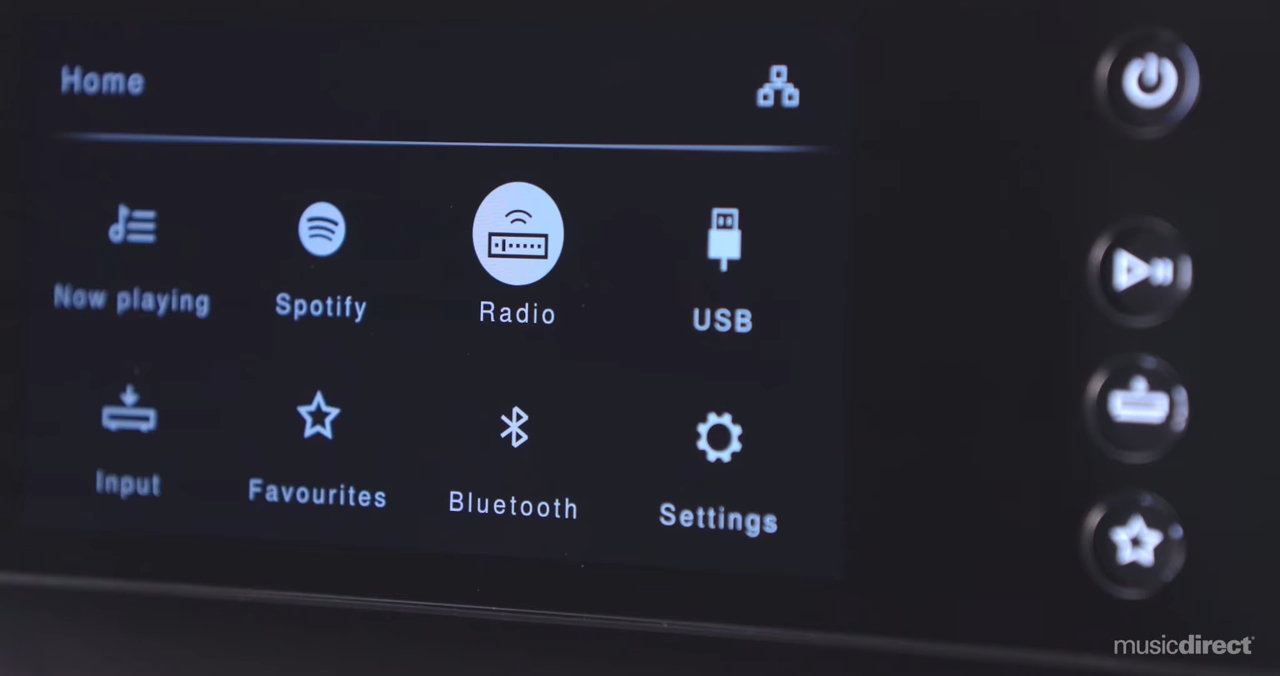 Home
Now playing
Spotify
Radio
USB
Input
Favourites
Bluetooth
Settings
musicdirect